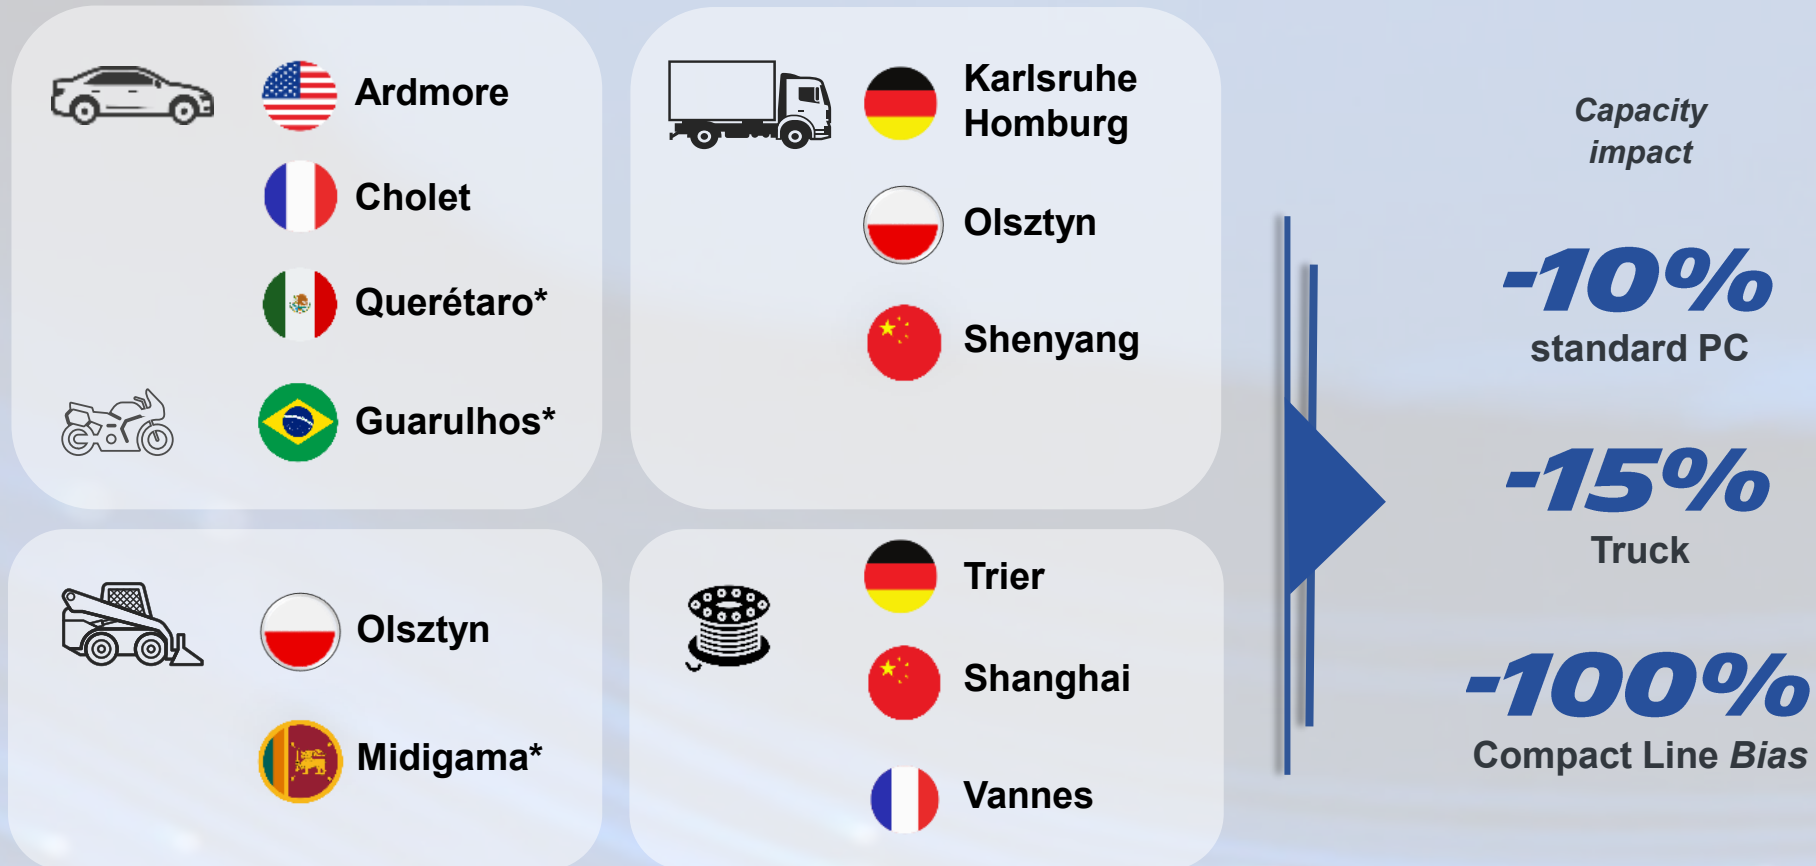 Ardmore
Cholet
Querétaro*
Guarulhos*
Karlsruhe
Homburg
Olsztyn
Shenyang
Olsztyn
Midigama*
Trier
Shanghai
Vannes
Capacity
impact
-10%
standard PC
-15%
Truck
-100%
Compact Line Bias